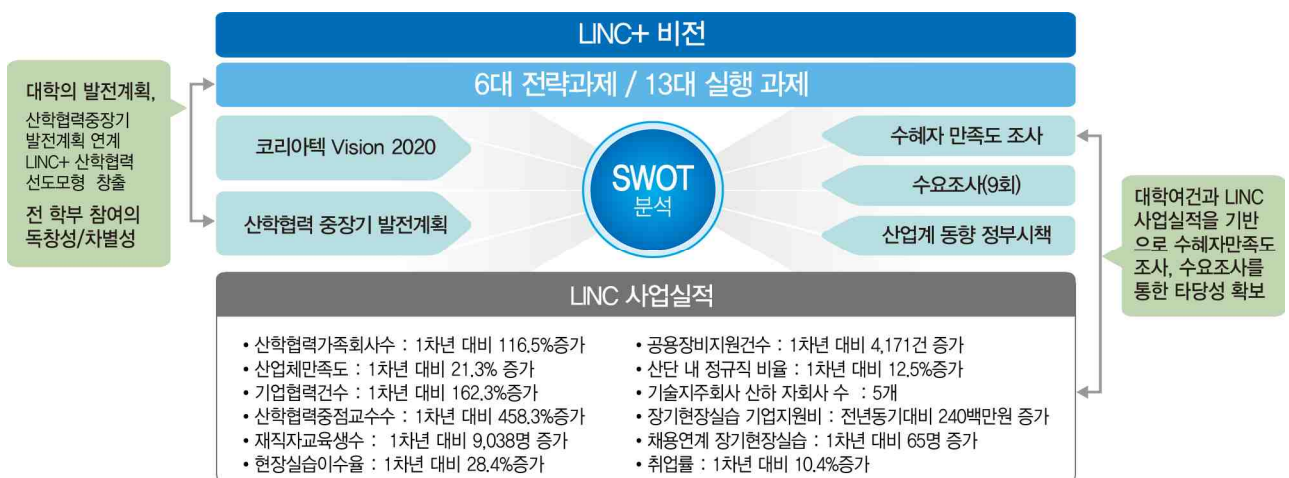 LINC+ 비전
6대 전략과제 / 13대 실행 과제
대학의 발전계획,
산학협력중장기
발전계획 연계
LINC+ 산학협력
선도모형 창출
전 학부 참여의
독창성/차별성
코리아텍 Vision 2020
산학협력 중장기 발전계획
SWOT
분석
수혜자 만족도 조사
수요조사(9회)
산업계 동향 정부시책
대학여건과 LINC
사업실적을 기반
으로 수혜자만족도
조사, 수요조사를
통한 타당성 확보
LINC 사업실적
• 산학협력가족회사수 : 1차년 대비 116.5%증가
• 산업체만족도 : 1차년 대비 21.3% 증가
• 기업협력건수 : 1차년 대비 162.3%증가
• 산학협력중점교수수 : 1차년 대비 458.3%증가
• 재직자교육생수 : 1차년 대비 9,038명 증가
• 현장실습이수율 : 1차년 대비 28.4%증가
• 공용장비지원건수 : 1차년 대비 4,171건 증가
• 산단 내 정규직 비율 : 1차년 대비 12.5%증가
• 기술지주회사 산하 자회사 수 : 5개
• 장기현장실습 기업지원비 : 전년동기대비 240백만원 증가
• 채용연계 장기현장실습 : 1차년 대비 65명 증가
• 취업률 : 1차년 대비 10.4%증가